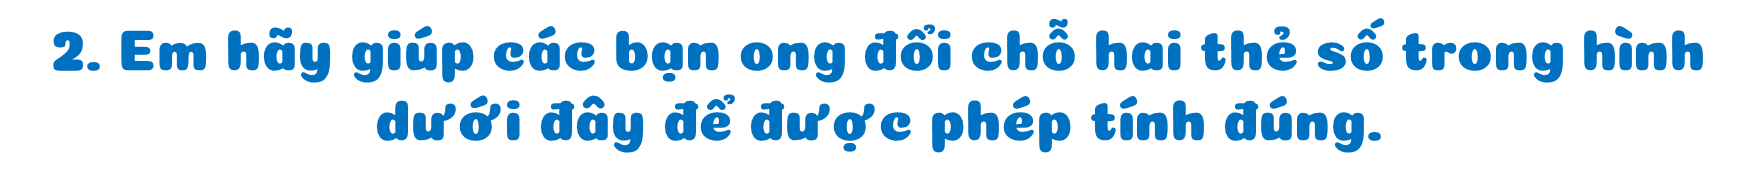 2. Em hãy giúp các bạn ong đổi chỗ hai thẻ số trong hình
dưới đây để được phép tính đúng.